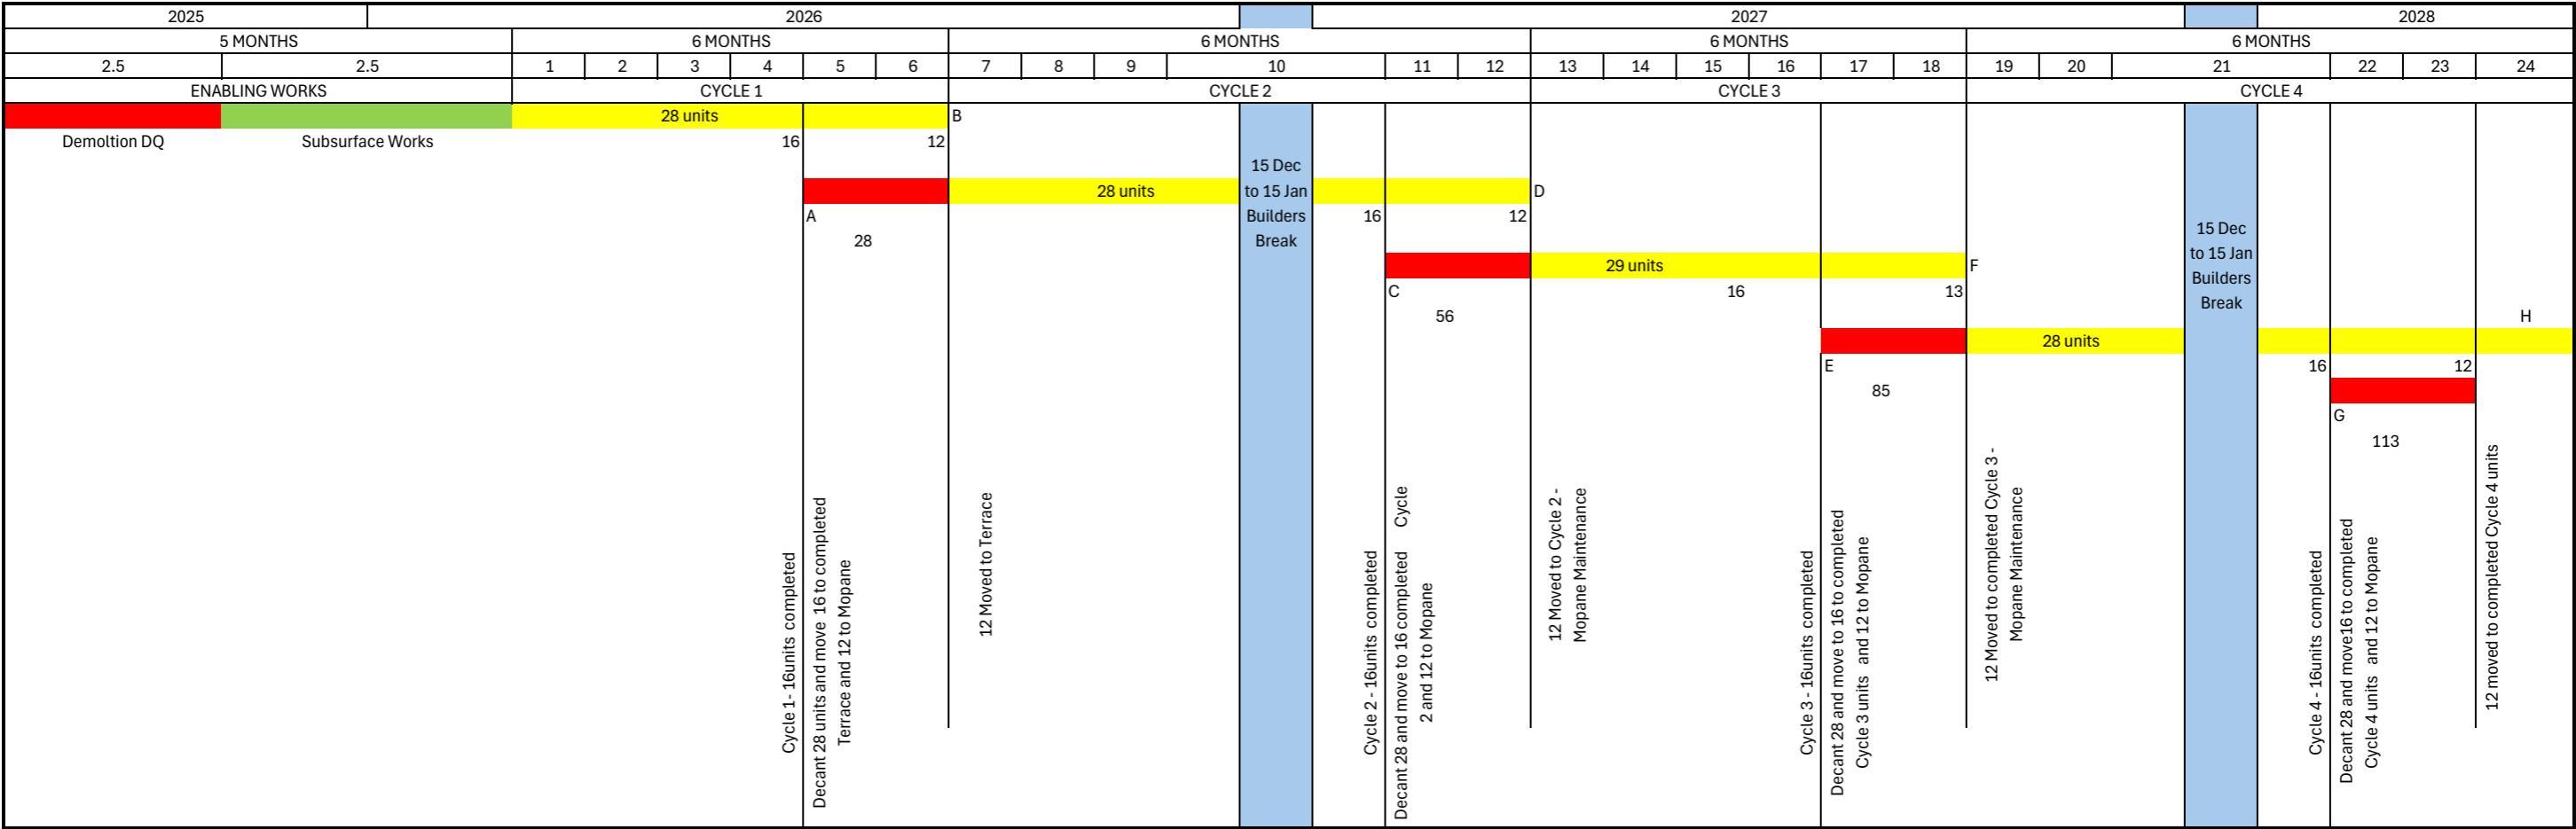 2025 2026 2027 2028
5 MONTHS 6 MONTHS 6 MONTHS 6 MONTHS 6 MONTHS
2.5 2.5 1 2 3 4 5 6 7 8 9 10 11 12 13 14 15 16 17 18 19 20 21 22 23 24
ENABLING WORKS CYCLE 1 CYCLE 2 CYCLE 3 CYCLE 4
28 units B
Demoltion DQ Subsurface Works 16 12
15 Dec
to 15 Jan
Builders
Break
28 units D
A 16 12
28
15 Dec
to 15 Jan
Builders
Break
29 units F
C 16 13
56 H
28 units
E 16 12
85
G
113
Cycle 1 - 16units completed
Decant 28 units and move 16 to completed
Terrace and 12 to Mopane
12 Moved to Terrace
Cycle 2 - 16units completed
Decant 28 and move to 16 completed Cycle
2 and 12 to Mopane
12 Moved to Cycle 2 -
Mopane Maintenance
Cycle 3 - 16units completed
Decant 28 and move to 16 to completed
Cycle 3 units and 12 to Mopane
12 Moved to completed Cycle 3 -
Mopane Maintenance
Cycle 4 - 16units completed
Decant 28 and move16 to completed
Cycle 4 units and 12 to Mopane
12 moved to completed Cycle 4 units